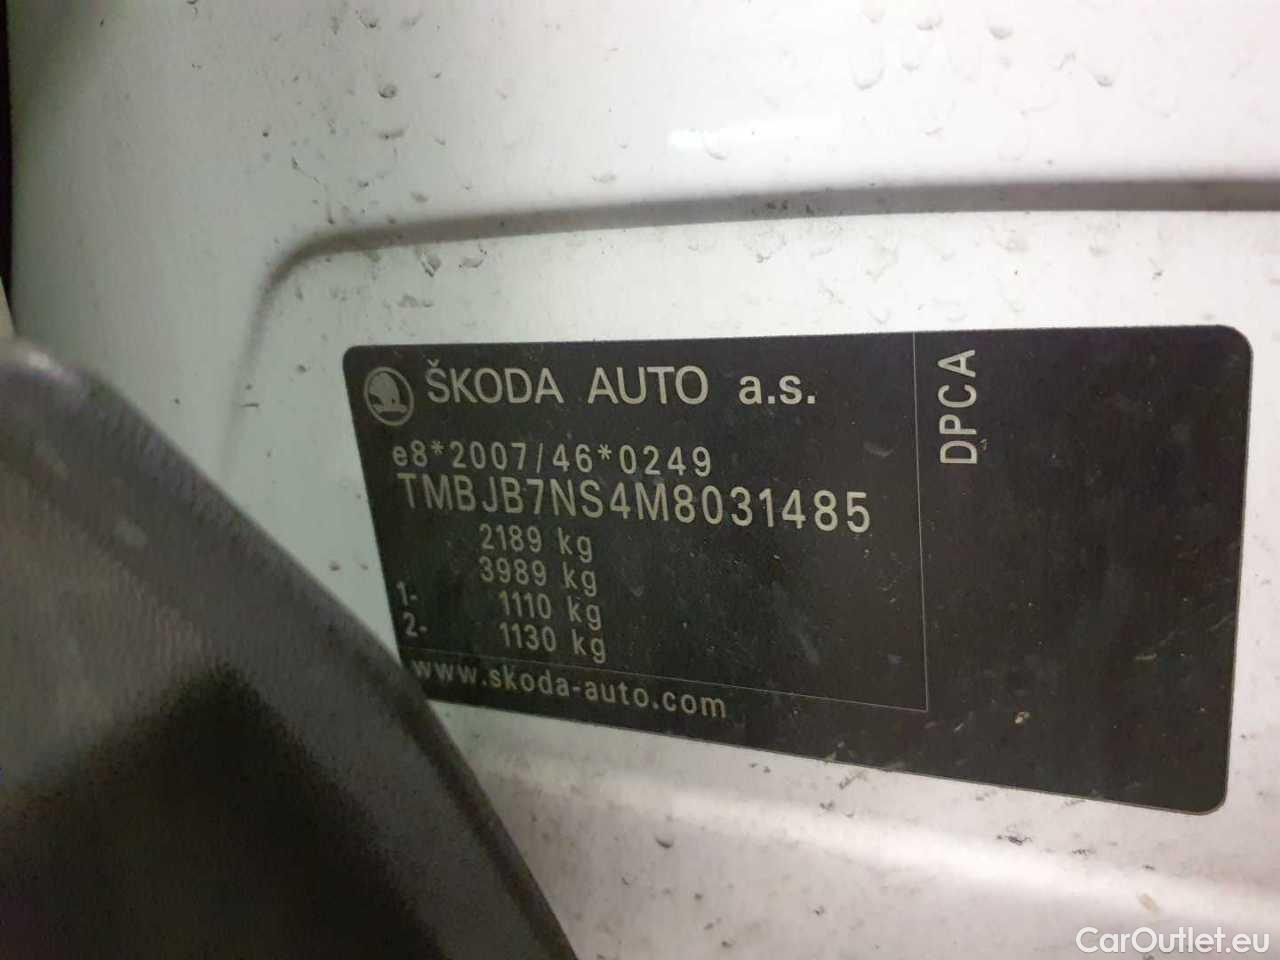 ŠKODA AUTO a.s.
e8*2007/46*0249
TMBJB7NS4M8031485
2189 kg
3989 kg
1- 1110 kg
2- 1130 kg
www.skoda-auto.com
DPCA
CarOutlet.eu